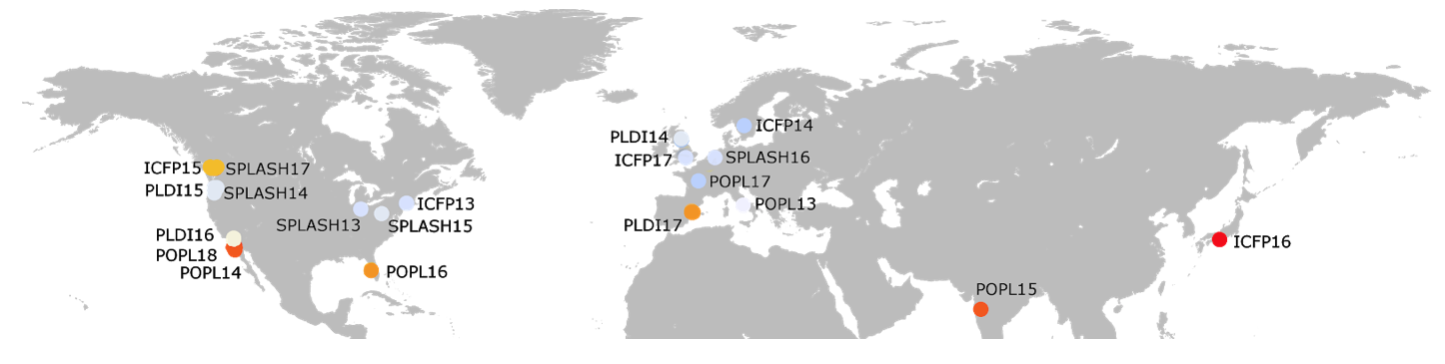 PLDI14
ICFP14
ICFP15
SPLASH17
ICFP17
SPLASH16
PLDI15
SPLASH14
POPL17
ICFP13
POPL13
SPLASH13
SPLASH15
PLDI17
PLDI16
POPL18
POPL14
POPL16
ICFP16
POPL15